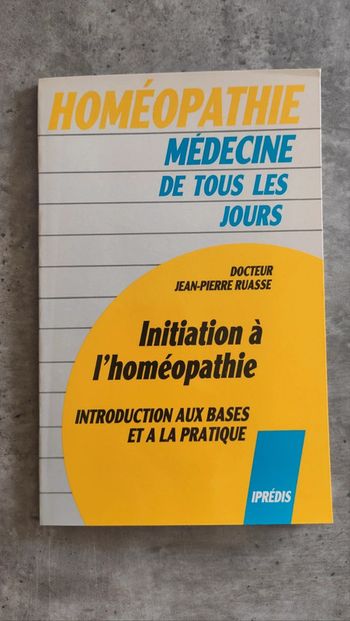 HOMÉOPATHIE
MÉDECINE
DE TOUS LES
JOURS
DOCTEUR
JEAN-PIERRE RUASSE
Initiation à
l'homéopathie
INTRODUCTION AUX BASES
ET A LA PRATIQUE
IPRÉDIS